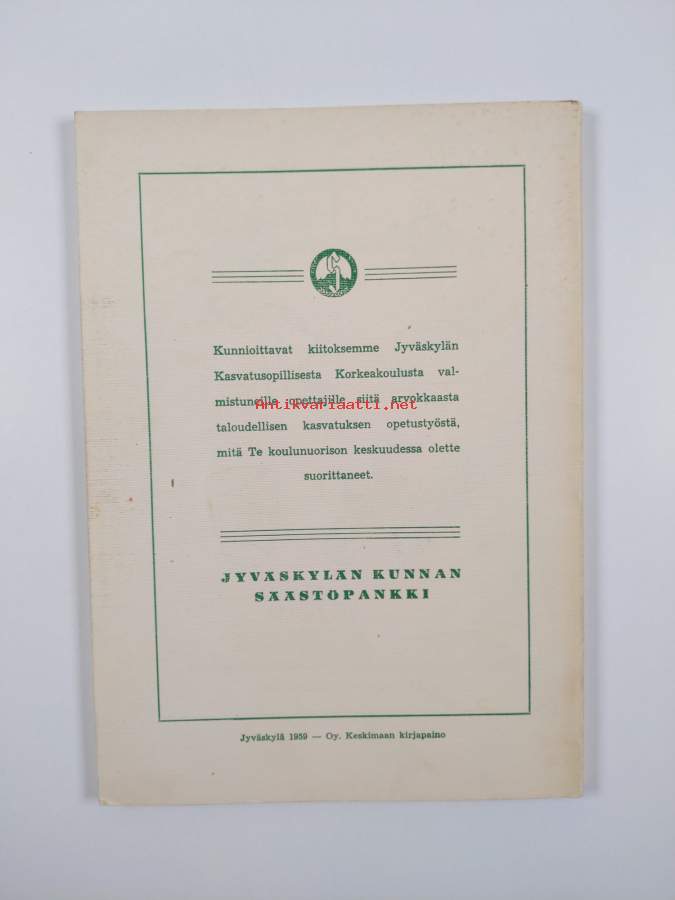 Kunnioittavat kiitoksemme Jyväskylän
Kasvatusopillisesta Korkeakoulusta val-
mistuneille opettajille siitä arvokkaasta
Antikvariaatti.net
taloudellisen kasvatuksen opetustyöstä,
mitä Te koulunuorison keskuudessa olette
suorittaneet.
JYVÄSKYLÄN KUNNAN
SÄÄSTÖPANKKI
Jyväskylä 1959 — Oy. Keskimaan kirjapaino